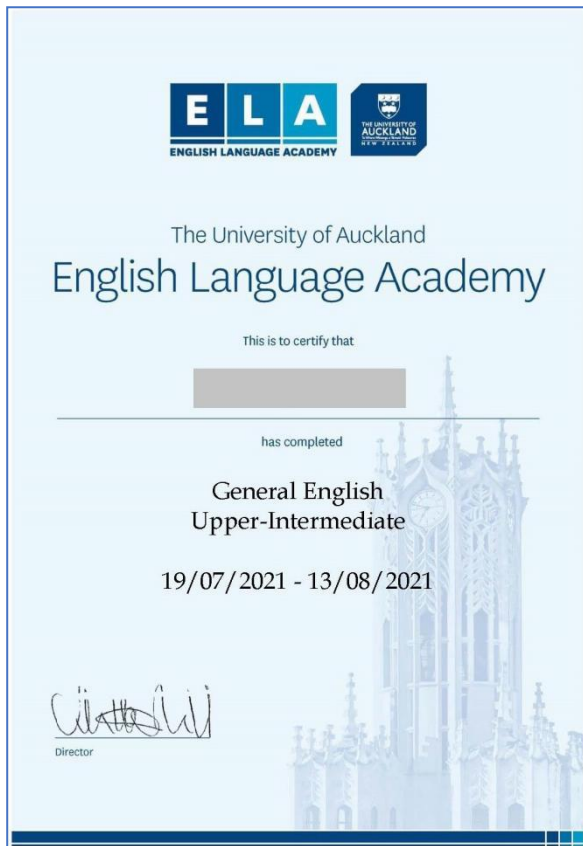 E L A
ENGLISH LANGUAGE ACADEMY
THE UNIVERSITY OF
AUCKLAND
NEW ZEALAND
The University of Auckland
English Language Academy
This is to certify that
has completed
General English
Upper-Intermediate
19/07/2021 - 13/08/2021
Director